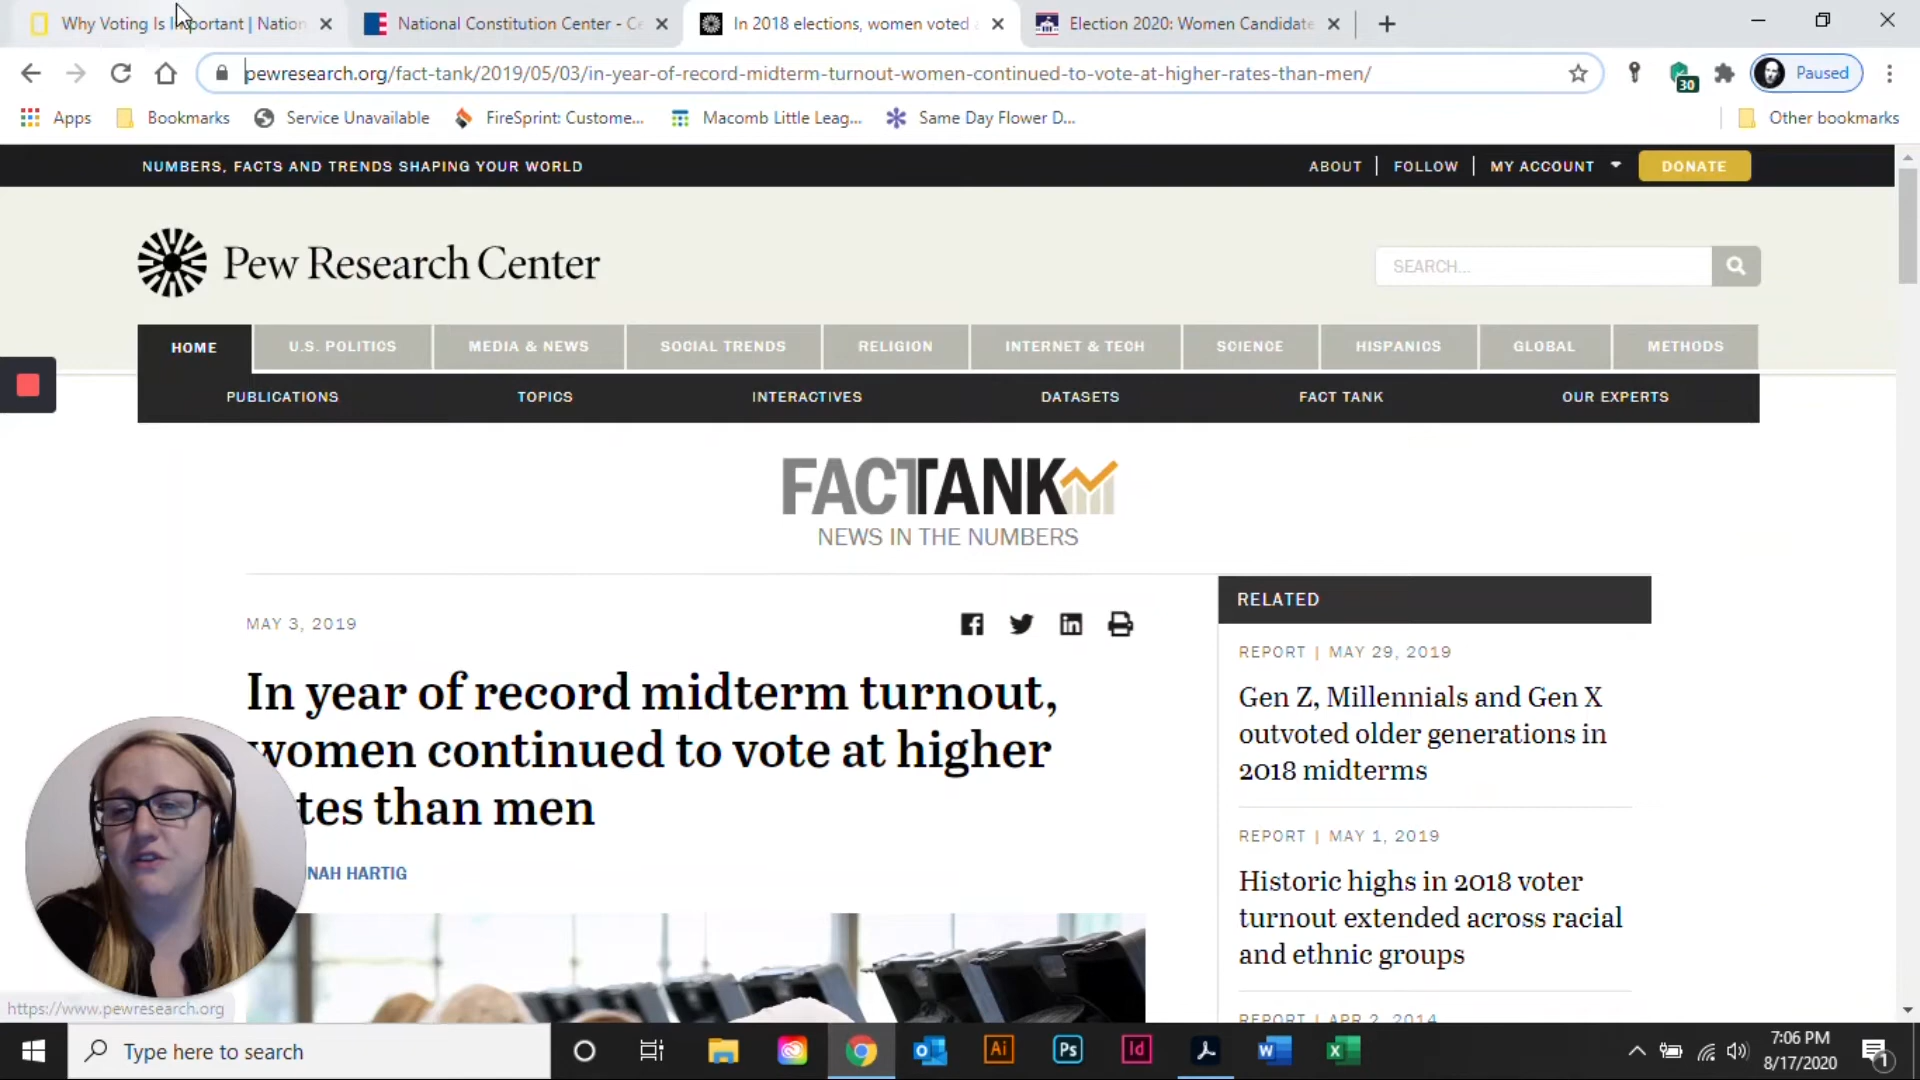 Why Voting Is Important | Nation
National Constitution Center - Ce
In 2018 elections, women voted a
Election 2020: Women Candidate
pewresearch.org/fact-tank/2019/05/03/in-year-of-record-midterm-turnout-women-continued-to-vote-at-higher-rates-than-men/
30
Paused
Apps
Bookmarks
Service Unavailable
FireSprint: Custome...
Macomb Little Leag...
Same Day Flower D...
Other bookmarks
NUMBERS, FACTS AND TRENDS SHAPING YOUR WORLD
ABOUT | FOLLOW | MY ACCOUNT
DONATE
Pew Research Center
SEARCH...
HOME
U.S. POLITICS
MEDIA & NEWS
SOCIAL TRENDS
RELIGION
INTERNET & TECH
SCIENCE
HISPANICS
GLOBAL
METHODS
PUBLICATIONS
TOPICS
INTERACTIVES
DATASETS
FACT TANK
OUR EXPERTS
FACTANK
NEWS IN THE NUMBERS
MAY 3, 2019
In year of record midterm turnout,
women continued to vote at higher
tes than men
NAH HARTIG
RELATED
REPORT | MAY 29, 2019
Gen Z, Millennials and Gen X
outvoted older generations in
2018 midterms
REPORT | MAY 1, 2019
Historic highs in 2018 voter
turnout extended across racial
and ethnic groups
REPORT | APR 2, 2014
https://www.pewresearch.org
Type here to search
Ai
Ps
Id
7:06 PM
8/17/2020
1